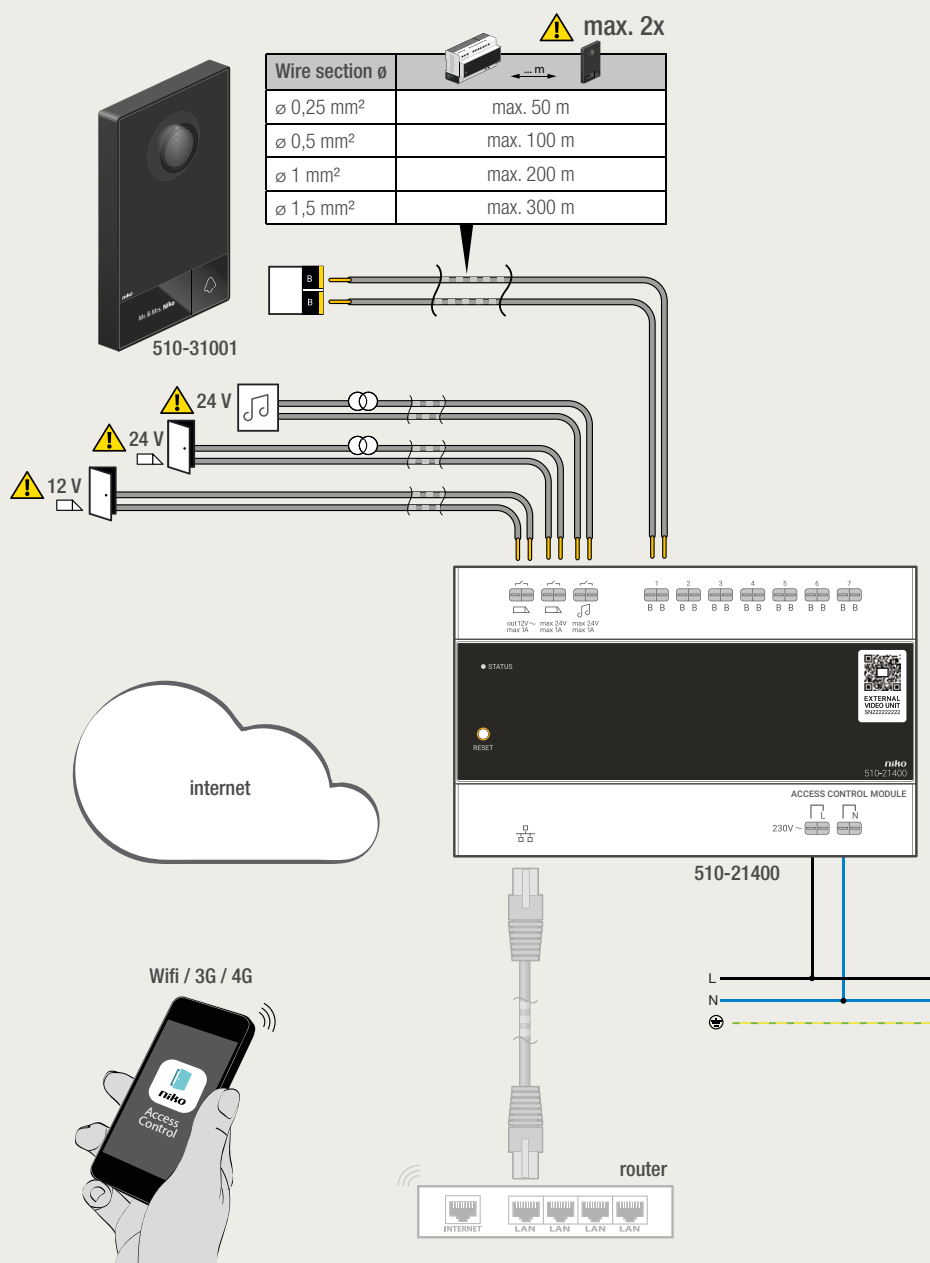 max. 2x
Wire section ø
... m
ø 0,25 mm² max. 50 m
ø 0,5 mm² max. 100 m
ø 1 mm² max. 200 m
ø 1,5 mm² max. 300 m
B
B
niko
Mr. & Mrs. Niko
510-31001
24 V
24 V
12 V
1 2 3 4 5 6 7
B B B B B B B B B B B B B B
out 12V~ max 24V max 24V
max 1A max 1A max 1A
STATUS
EXTERNAL
VIDEO UNIT
SN222222222
RESET
niko
510-21400
ACCESS CONTROL MODULE
L N
230V ~
510-21400
internet
L
N
Wifi / 3G / 4G
niko
Access
Control
router
INTERNET LAN LAN LAN LAN